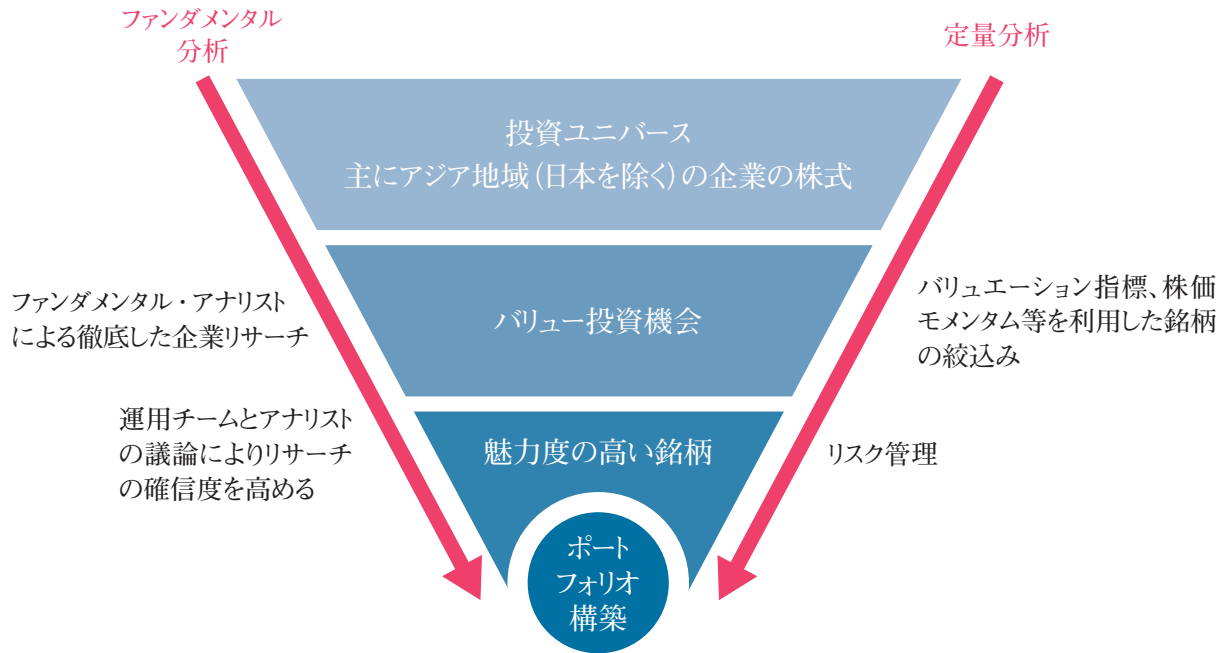 ファンダメンタル
分析
定量分析
投資ユニバース
主にアジア地域（日本を除く）の企業の株式
ファンダメンタル・アナリスト
による徹底した企業リサーチ
バリュー投資機会
バリュエーション指標、株価
モメンタム等を利用した銘柄
の絞込み
運用チームとアナリスト
の議論によりリサーチ
の確信度を高める
魅力度の高い銘柄
リスク管理
ポート
フォリオ
構築